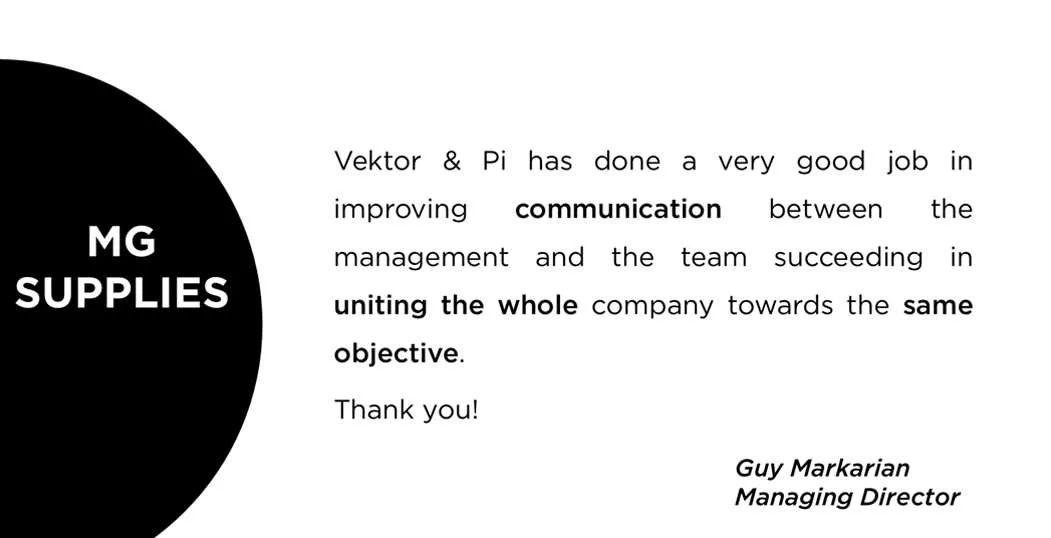 MG
SUPPLIES
Vektor & Pi has done a very good job in
improving communication between the
management and the team succeeding in
uniting the whole company towards the same
objective.
Thank you!
Guy Markarian
Managing Director